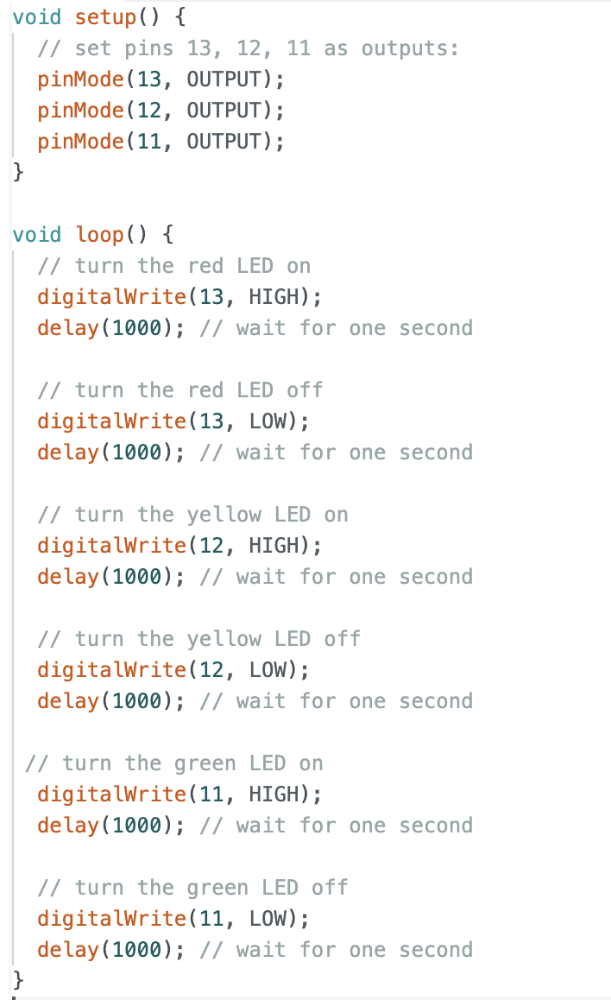 void setup() {
  // set pins 13, 12, 11 as outputs:
  pinMode(13, OUTPUT);
  pinMode(12, OUTPUT);
  pinMode(11, OUTPUT);
}

void loop() {
  // turn the red LED on
  digitalWrite(13, HIGH);
  delay(1000); // wait for one second

  // turn the red LED off
  digitalWrite(13, LOW);
  delay(1000); // wait for one second

  // turn the yellow LED on
  digitalWrite(12, HIGH);
  delay(1000); // wait for one second

  // turn the yellow LED off
  digitalWrite(12, LOW);
  delay(1000); // wait for one second

 // turn the green LED on
  digitalWrite(11, HIGH);
  delay(1000); // wait for one second

  // turn the green LED off
  digitalWrite(11, LOW);
  delay(1000); // wait for one second
}